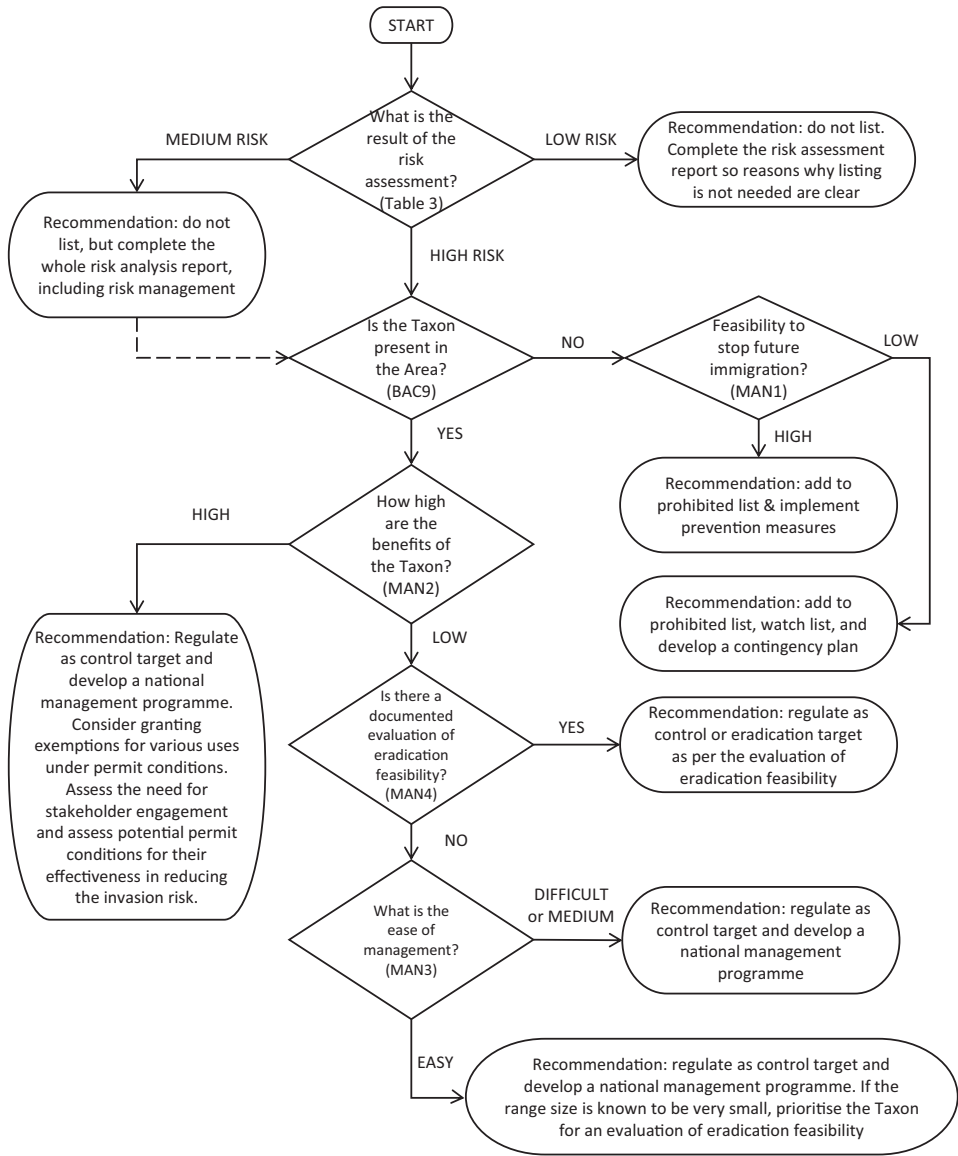 START
What is the
result of the
risk
assessment?
(Table 3)
MEDIUM RISK
LOW RISK
Recommendation: do not list.
Complete the risk assessment
report so reasons why listing
is not needed are clear
Recommendation: do not
list, but complete the
whole risk analysis report,
including risk management
HIGH RISK
Is the Taxon
present in
the Area?
(BAC9)
NO
Feasibility to
stop future
immigration?
(MAN1)
LOW
HIGH
Recommendation: add to
prohibited list & implement
prevention measures
Recommendation: add to
prohibited list, watch list, and
develop a contingency plan
YES
How high
are the
benefits of
the Taxon?
(MAN2)
HIGH
Recommendation: Regulate
as control target and
develop a national
management programme.
Consider granting
exemptions for various uses
under permit conditions.
Assess the need for
stakeholder engagement
and assess potential permit
conditions for their
effectiveness in reducing
the invasion risk.
LOW
Is there a
documented
evaluation of
eradication
feasibility?
(MAN4)
YES
Recommendation: regulate as
control or eradication target
as per the evaluation of
eradication feasibility
NO
What is the
ease of
management?
(MAN3)
DIFFICULT
or MEDIUM
Recommendation: regulate as
control target and develop a
national management
programme
EASY
Recommendation: regulate as control target and
develop a national management programme. If the
range size is known to be very small, prioritise the Taxon
for an evaluation of eradication feasibility